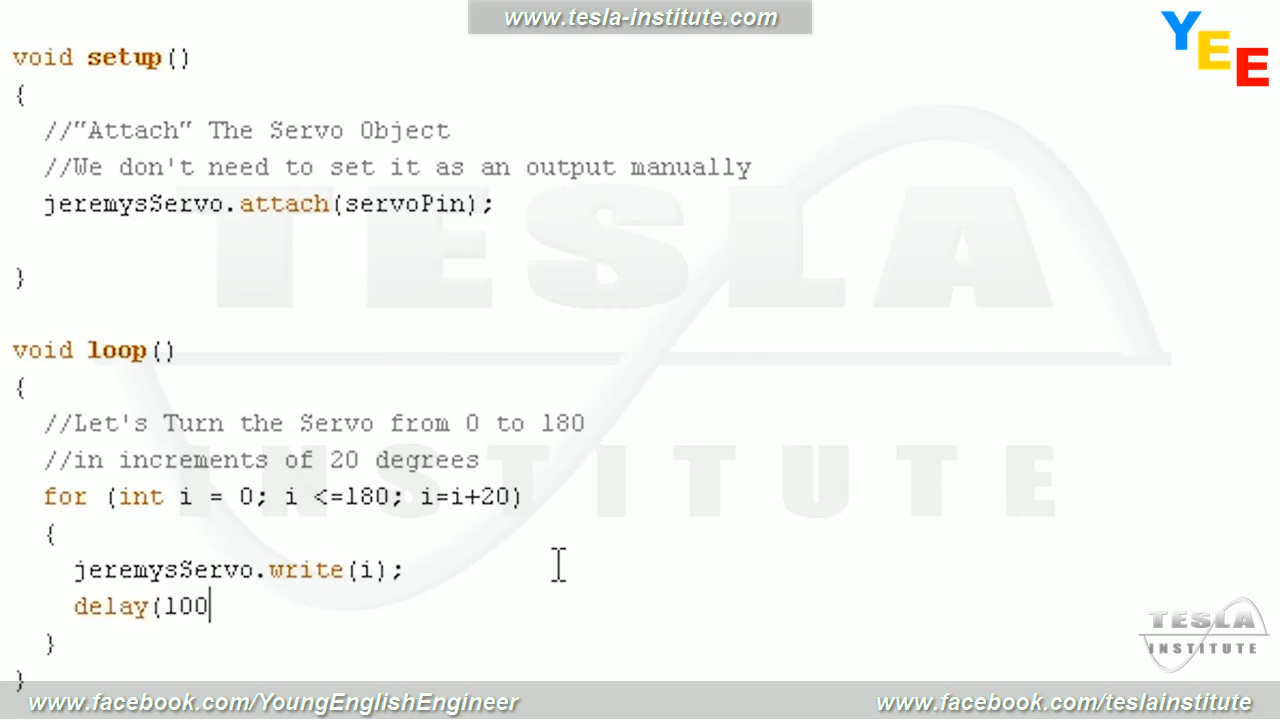 www.tesla-institute.com
YEE
void setup()
{
//"Attach" The Servo Object
//We don't need to set it as an output manually
jeremysServo.attach(servoPin);
}
void loop()
{
//Let's Turn the Servo from 0 to 180
//in increments of 20 degrees
for (int i = 0; i <=180; i=i+20)
{
jeremysServo.write(i);
delay(100
}
}
TESLA
INSTITUTE
TESLA
INSTITUTE
www.facebook.com/YoungEnglishEngineer
www.facebook.com/teslainstitute